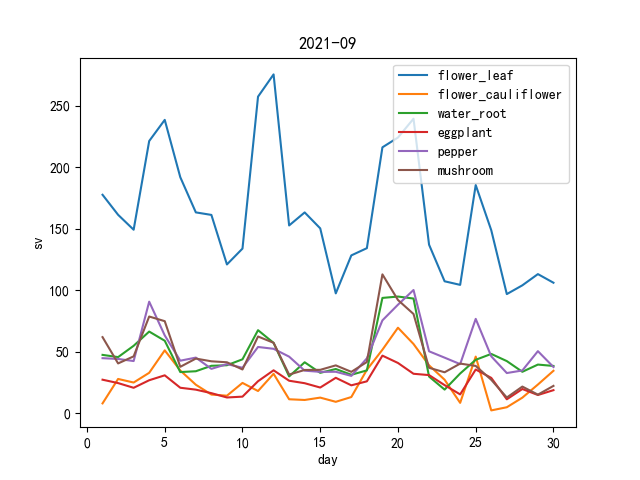 2021-09
flower_leaf
flower_cauliflower
water_root
eggplant
pepper
mushroom
250
200
150
100
50
0
sv
0
5
10
15
20
25
30
day